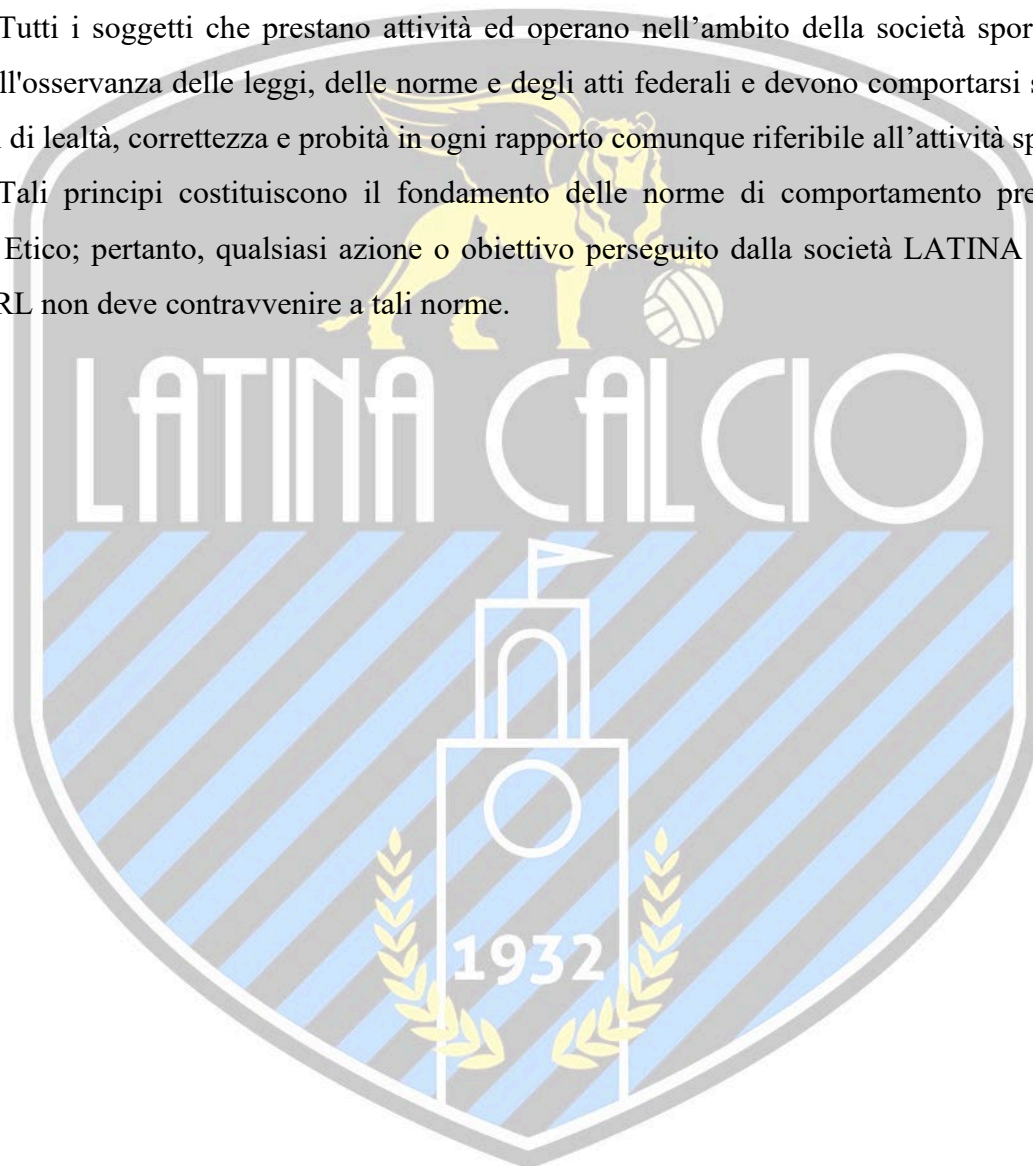 Tutti i soggetti che prestano attività ed operano nell’ambito della società spor
ll'osservanza delle leggi, delle norme e degli atti federali e devono comportarsi s
di lealtà, correttezza e probità in ogni rapporto comunque riferibile all’attività sp
Tali principi costituiscono il fondamento delle norme di comportamento pre
Etico; pertanto, qualsiasi azione o obiettivo perseguito dalla società LATINA
RL non deve contravvenire a tali norme.
LATINA CALCIO
1932